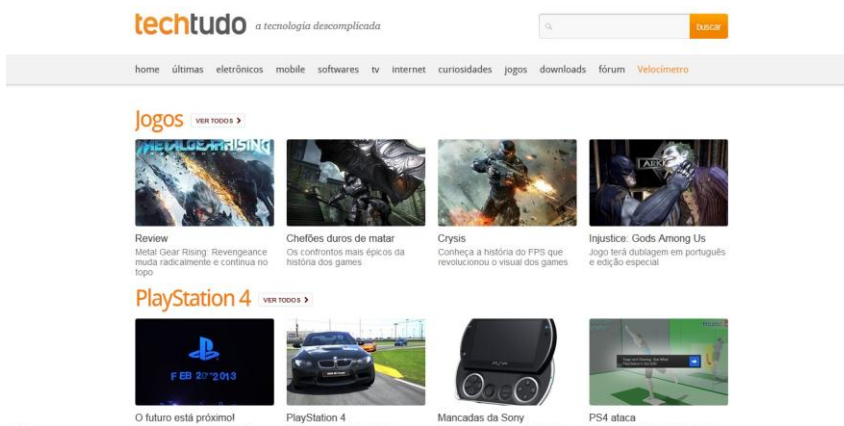 techtudo a tecnologia descomplicada
buscar
home últimas eletrônicos mobile softwares tv internet curiosidades jogos downloads fórum Velocímetro
Jogos VER TODOS
METAL GEAR RISING
ARK
Review
Metal Gear Rising: Revengeance
muda radicalmente e continua no
topo
Chefões duros de matar
Os confrontos mais épicos da
história dos games
Crysis
Conheça a história do FPS que
revolucionou o visual dos games
Injustice: Gods Among Us
Jogo terá dublagem em português
e edição especial
PlayStation 4 VER TODOS
FEB 20TH 2013
O futuro está próximo!
PlayStation 4
Mancadas da Sony
PS4 ataca